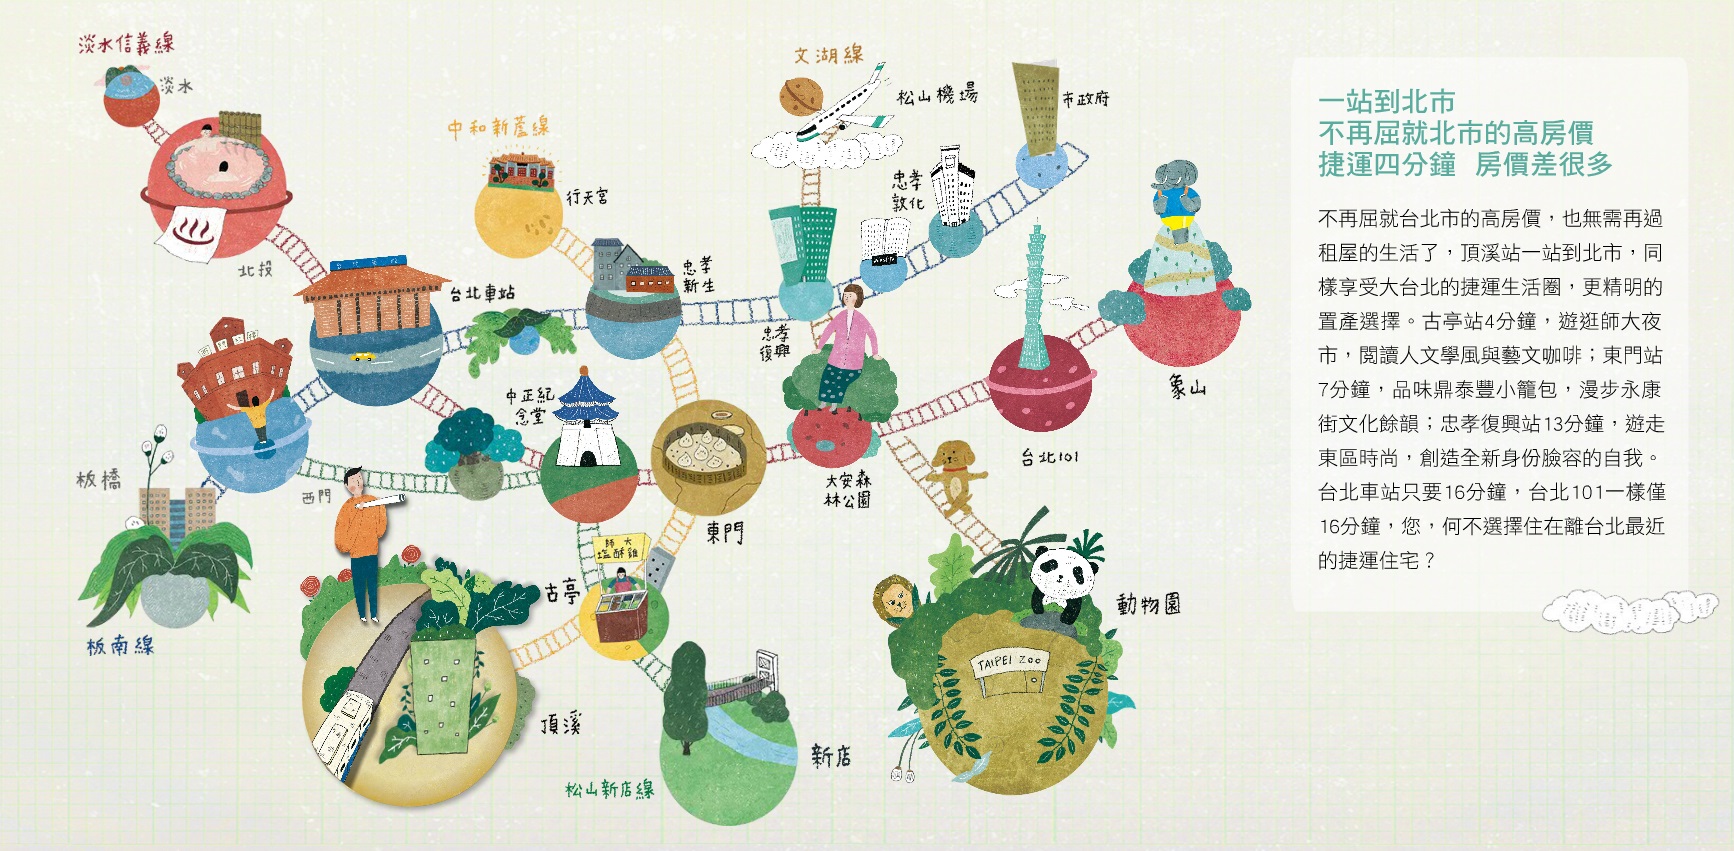 淡水信義線
淡水
北投
中和新蘆線
行天宮
文湖線
松山機場
市政府
忠孝
敦化
忠孝
新生
台北車站
忠孝
復興
中正紀
念堂
象山
台北101
大安森
林公園
東門
西門
板橋
板南線
師大
塩酥雞
古亭
頂溪
松山新店線
新店
動物園
TAIPEI ZOO
一站到北市
不再屈就北市的高房價
捷運四分鐘 房價差很多
不再屈就台北市的高房價，也無需再過
租屋的生活了，頂溪站一站到北市，同
樣享受大台北的捷運生活圈，更精明的
置產選擇。古亭站4分鐘，遊逛師大夜
市，閱讀人文學風與藝文咖啡；東門站
7分鐘，品味鼎泰豐小籠包，漫步永康
街文化餘韻；忠孝復興站13分鐘，遊走
東區時尚，創造全新身份臉容的自我。
台北車站只要16分鐘，台北101一樣僅
16分鐘，您，何不選擇住在離台北最近
的捷運住宅？